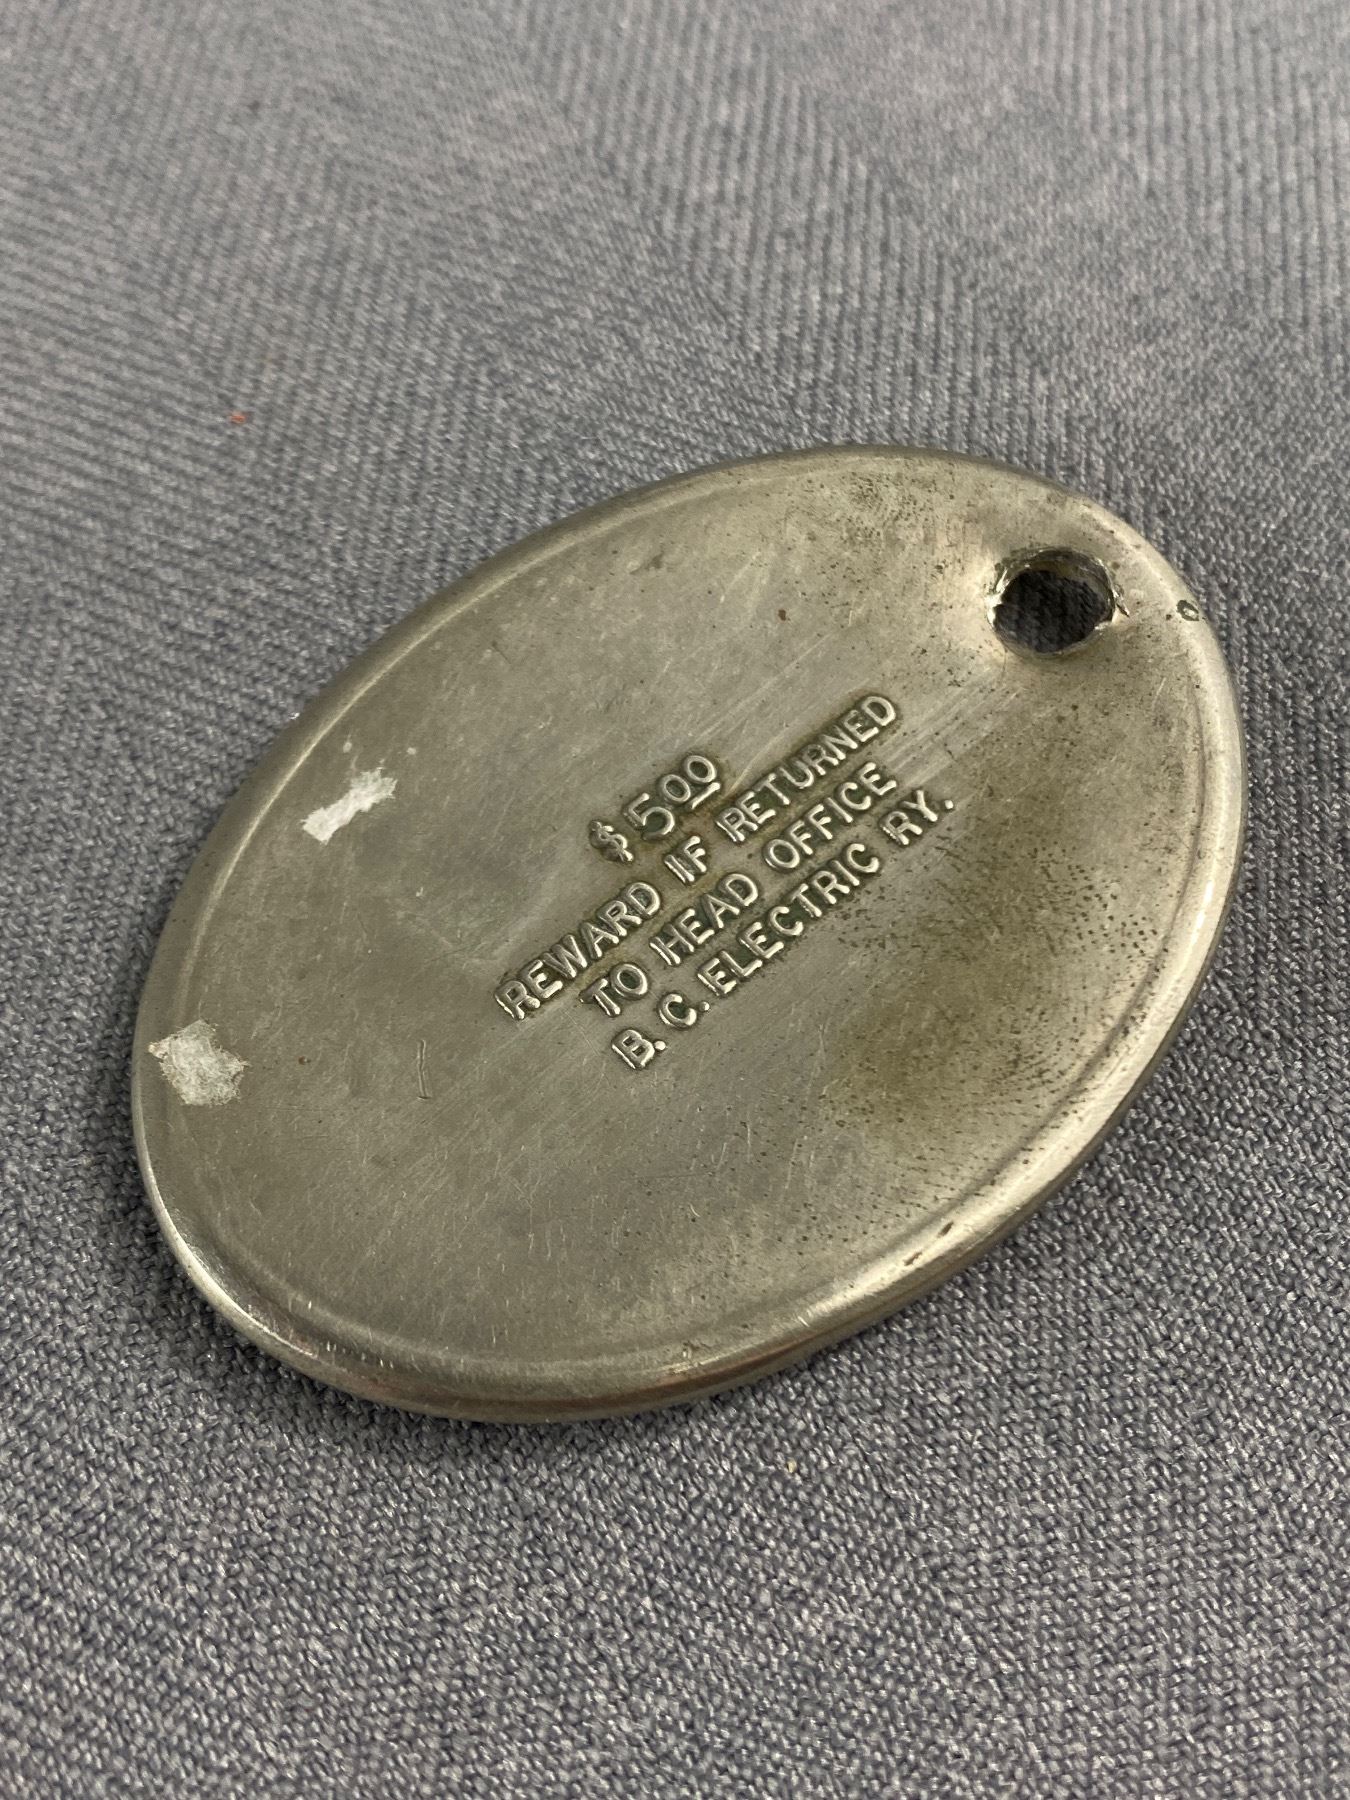 $5.00
REWARD IF RETURNED
TO HEAD OFFICE
B. C. ELECTRIC RY.